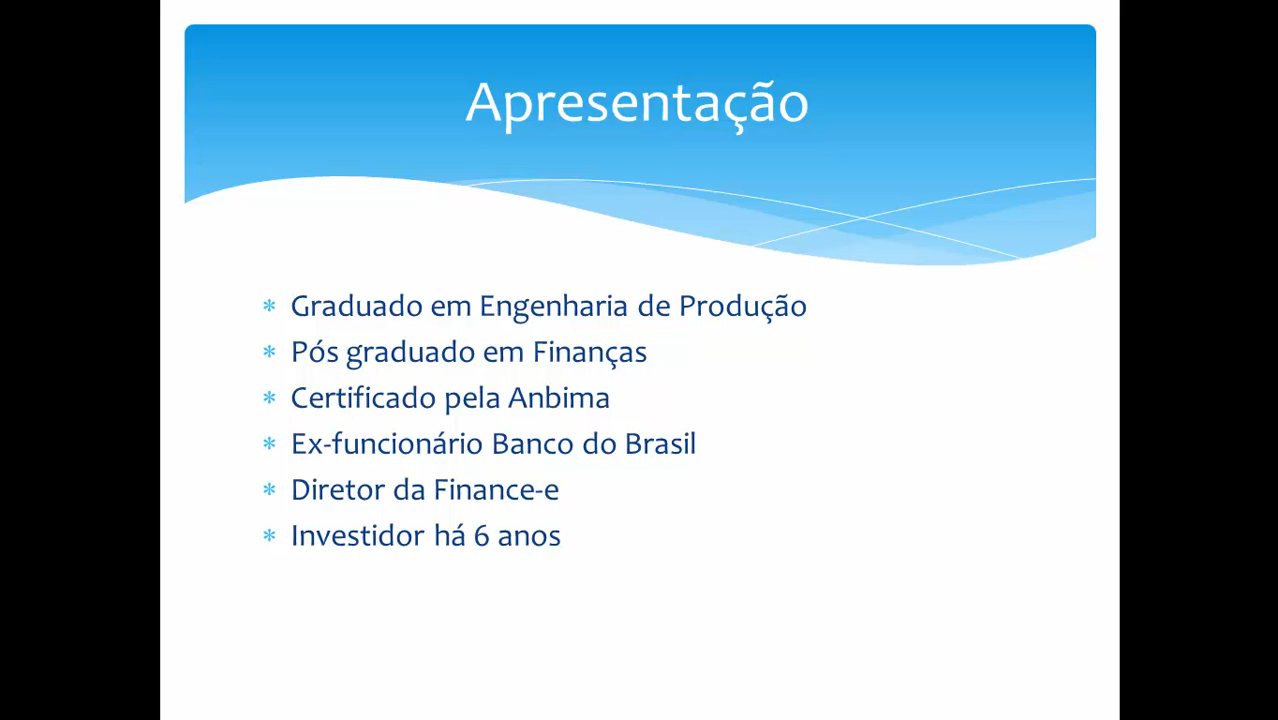 Apresentação
* Graduado em Engenharia de Produção
* Pós graduado em Finanças
* Certificado pela Anbima
* Ex-funcionário Banco do Brasil
* Diretor da Finance-e
* Investidor há 6 anos